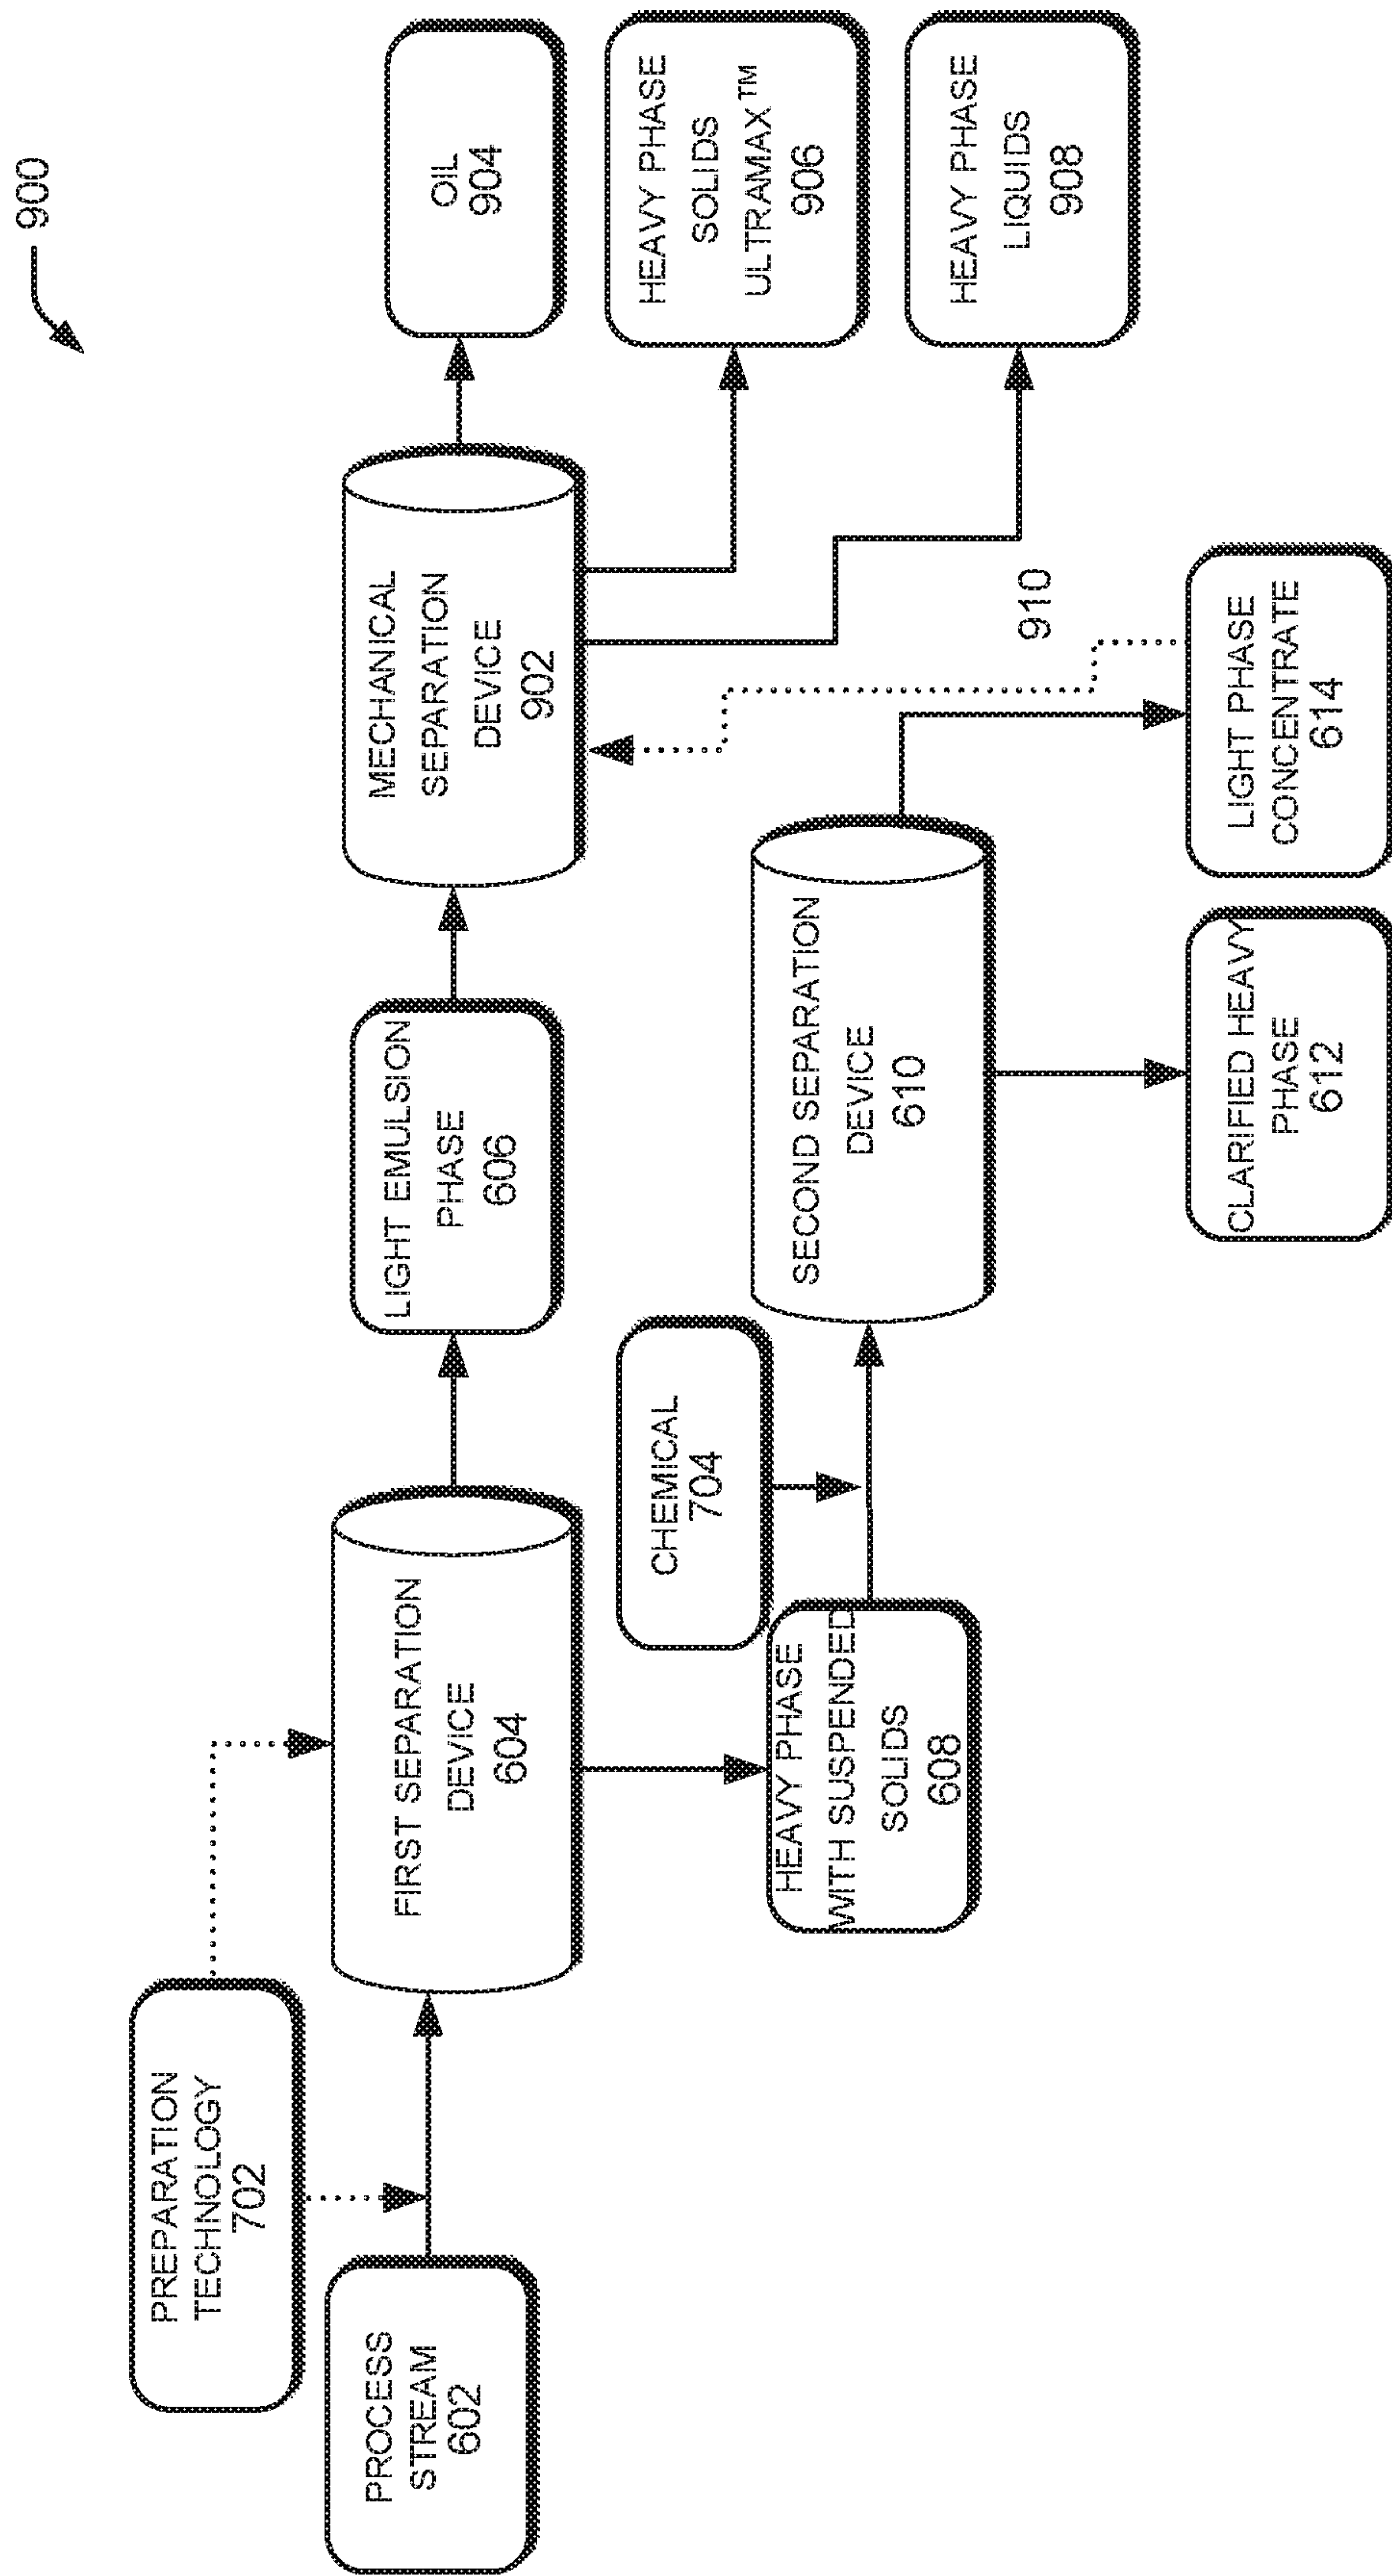 900
PREPARATION
TECHNOLOGY
702
PROCESS
STREAM
602
FIRST SEPARATION
DEVICE
604
LIGHT EMULSION
PHASE
606
MECHANICAL
SEPARATION
DEVICE
902
OIL
904
HEAVY PHASE
SOLIDS
ULTRAMAX™
906
HEAVY PHASE
LIQUIDS
908
CHEMICAL
704
HEAVY PHASE
WITH SUSPENDED
SOLIDS
608
SECOND SEPARATION
DEVICE
610
910
CLARIFIED HEAVY
PHASE
612
LIGHT PHASE
CONCENTRATE
614